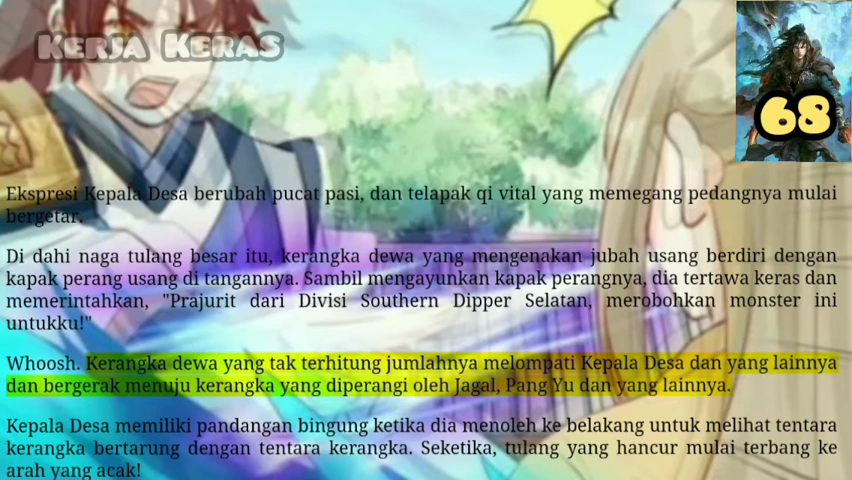 Kerja Keras
68
Ekspresi Kepala Desa berubah pucat pasi, dan telapak qi vital yang memegang pedangnya mulai
bergetar.
Di dahi naga tulang besar itu, kerangka dewa yang mengenakan jubah usang berdiri dengan
kapak perang usang di tangannya. Sambil mengayunkan kapak perangnya, dia tertawa keras dan
memerintahkan, "Prajurit dari Divisi Southern Dipper Selatan, merobohkan monster ini
untukku!"
Whoosh. Kerangka dewa yang tak terhitung jumlahnya melompati Kepala Desa dan yang lainnya
dan bergerak menuju kerangka yang diperangi oleh Jagal, Pang Yu dan yang lainnya.
Kepala Desa memiliki pandangan bingung ketika dia menoleh ke belakang untuk melihat tentara
kerangka bertarung dengan tentara kerangka. Seketika, tulang yang hancur mulai terbang ke
arah yang acak!